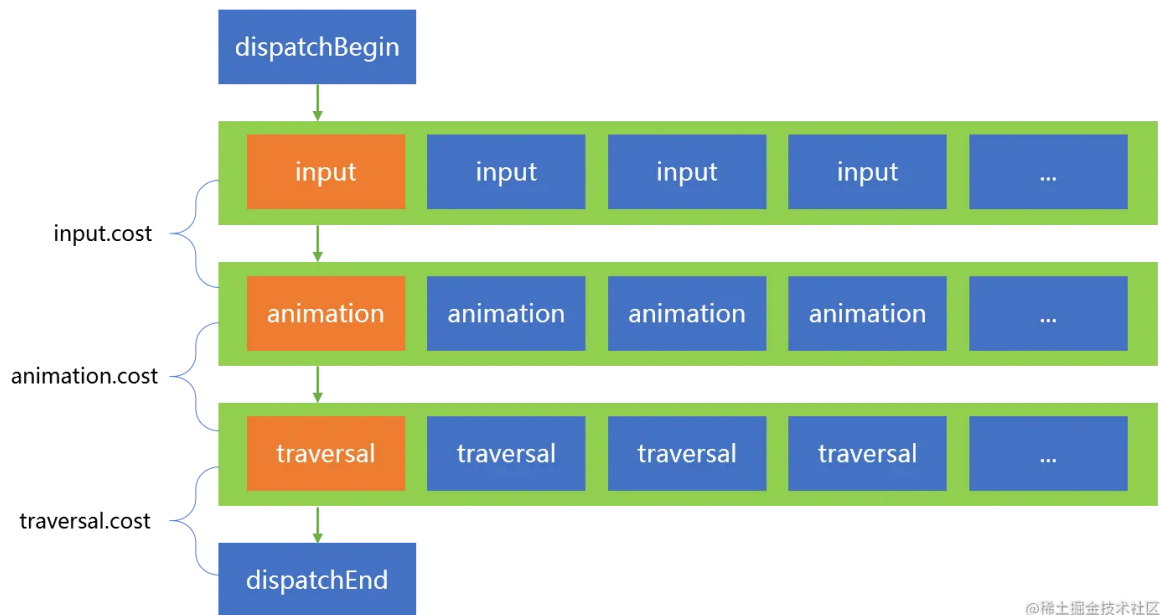 dispatchBegin
input input input input ...
input.cost
animation animation animation animation ...
animation.cost
traversal traversal traversal traversal ...
traversal.cost
dispatchEnd
@稀土掘金技术社区